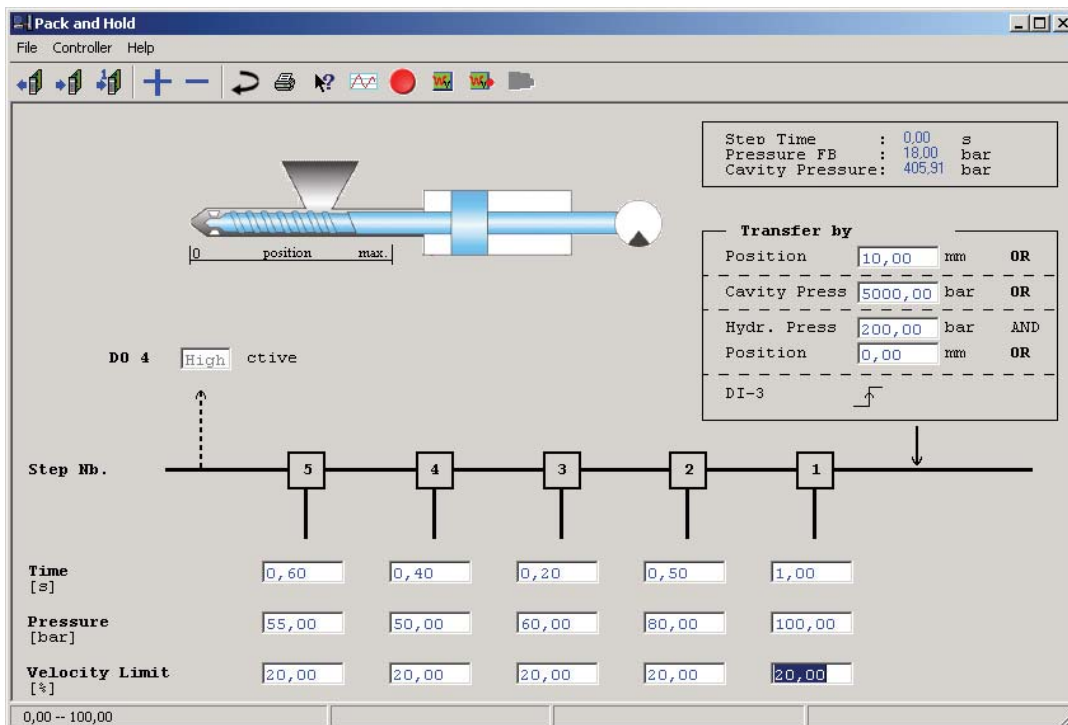 Pack and Hold
File Controller Help
Step Time : 0,00 s
Pressure FB : 18,00 bar
Cavity Pressure: 405,91 bar
0 position max.
Transfer by
Position 10,00 mm OR
Cavity Press 5000,00 bar OR
Hydr. Press 200,00 bar AND
Position 0,00 mm OR
DI-3
DO 4 High ctive
Step Nb. 5 4 3 2 1
Time 0,60 0,40 0,20 0,50 1,00
[s]
Pressure 55,00 50,00 60,00 80,00 100,00
[bar]
Velocity Limit 20,00 20,00 20,00 20,00 20,00
[%]
0,00 -- 100,00